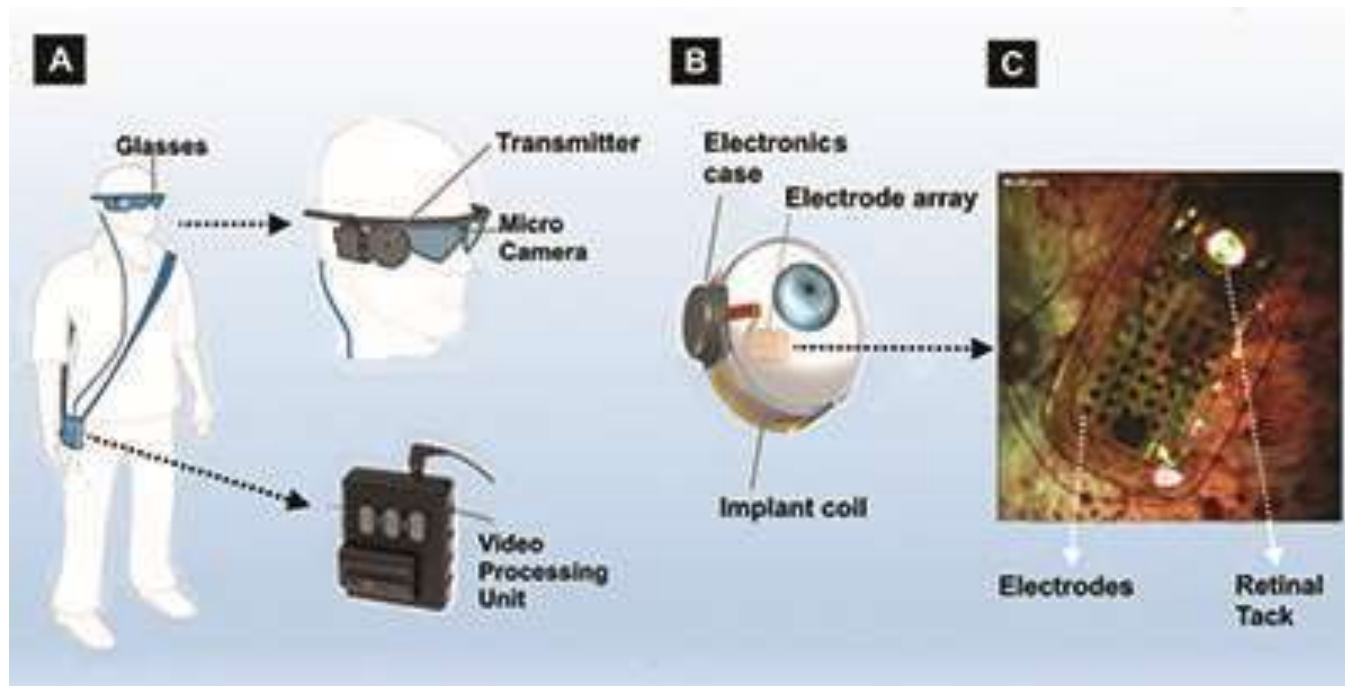 A
B
C
Glasses
Transmitter
Micro
Camera
Video
Processing
Unit
Electronics
case
Electrode array
Implant coil
Electrodes
Retinal
Tack